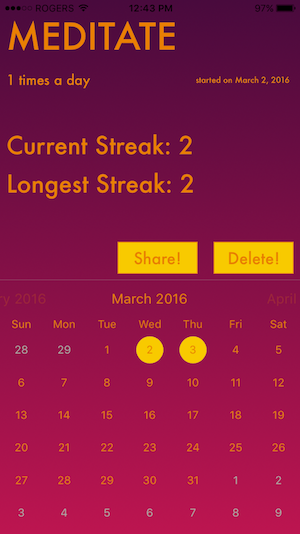 ROGERS 12:43 PM 97%
MEDITATE
1 times a day started on March 2, 2016
Current Streak: 2
Longest Streak: 2
Share! Delete!
ry 2016 March 2016 April
Sun Mon Tue Wed Thu Fri Sat
28 29 1 2 3 4 5
6 7 8 9 10 11 12
13 14 15 16 17 18 19
20 21 22 23 24 25 26
27 28 29 30 31 1 2
3 4 5 6 7 8 9